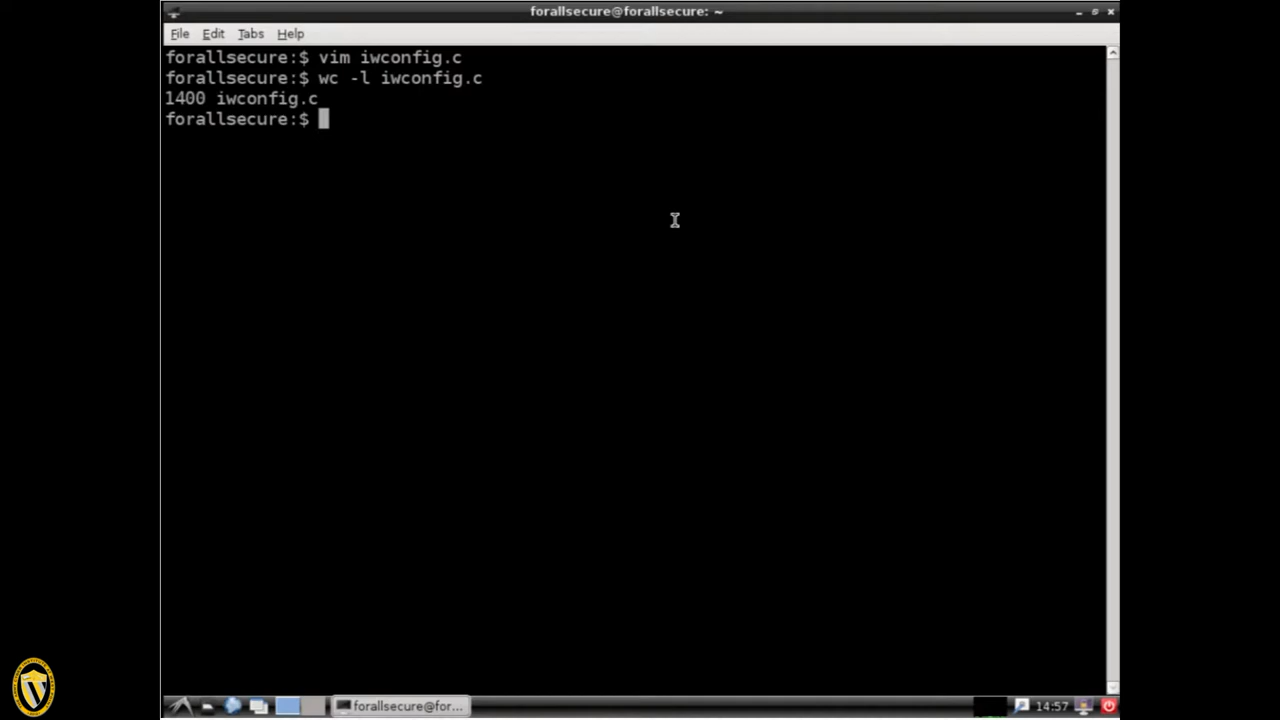 forallsecure@forallsecure: ~
File Edit Tabs Help
forallsecure:$ vim iwconfig.c
forallsecure:$ wc -l iwconfig.c
1400 iwconfig.c
forallsecure:$
forallsecure@for...
14:57